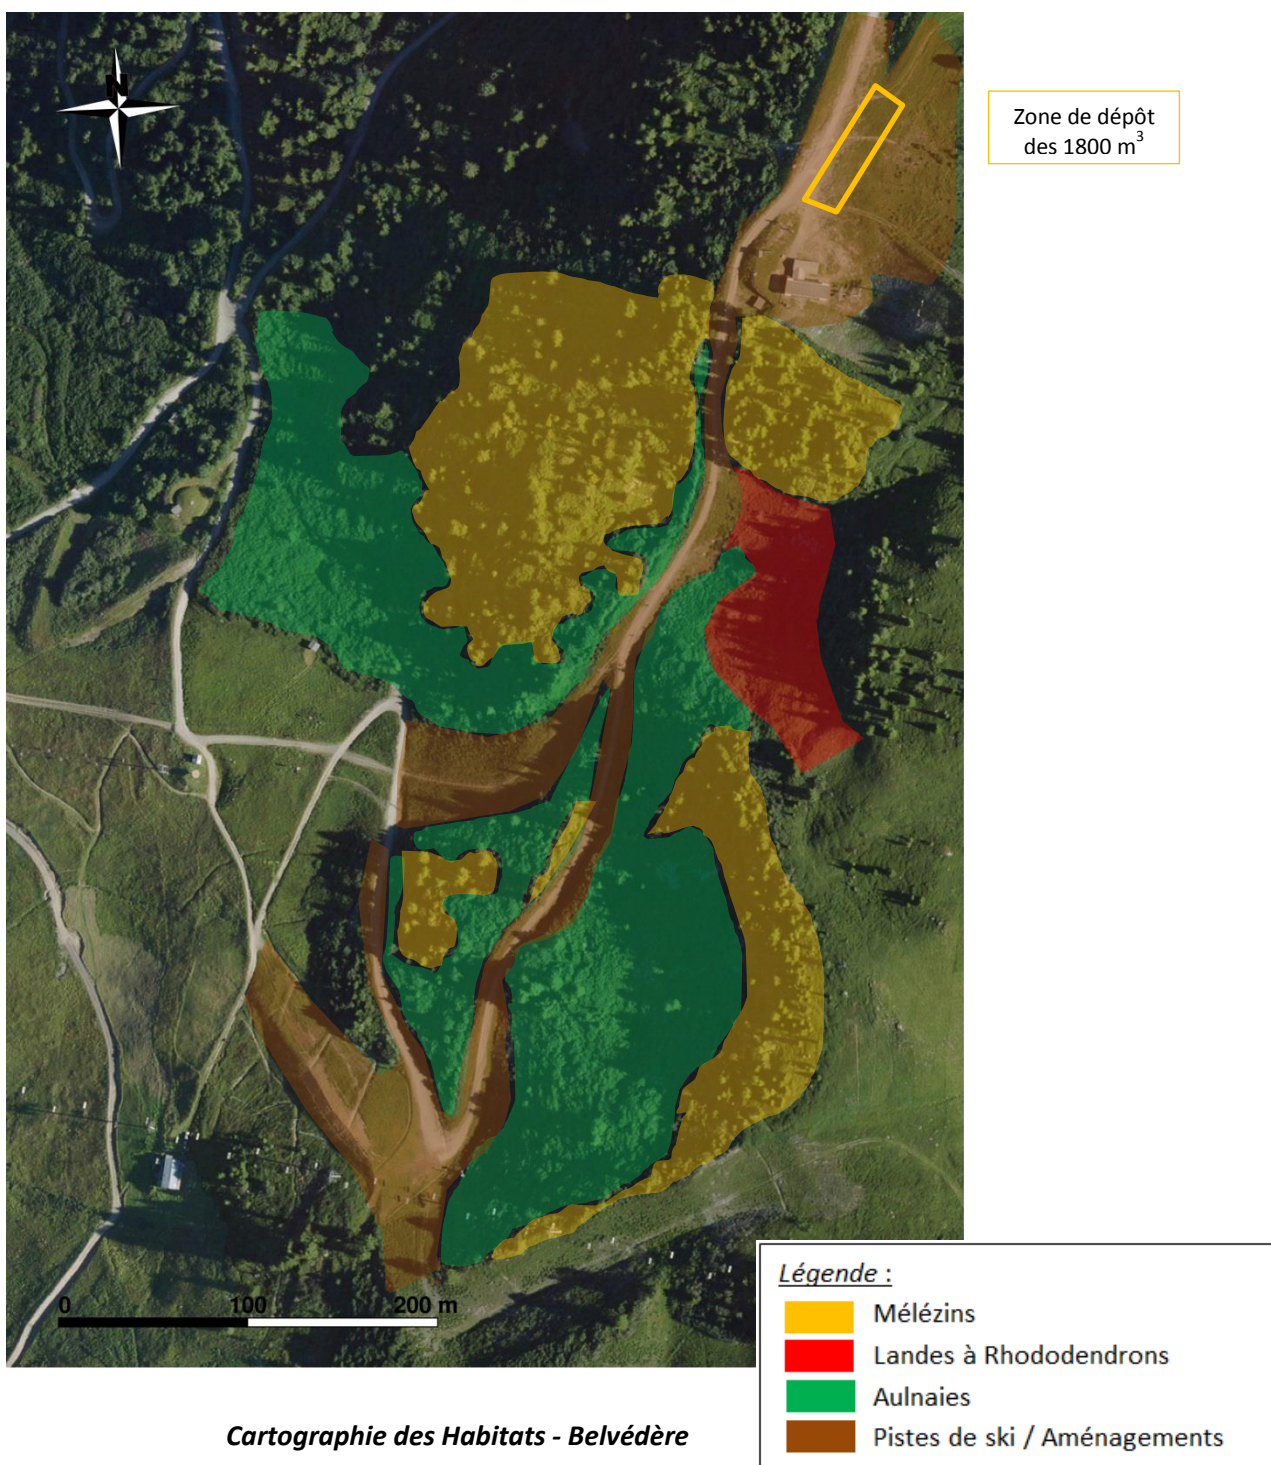 N
Zone de dépôt
des 1800 m³
0 100 200 m
Légende :
Mélézins
Landes à Rhododendrons
Aulnaies
Pistes de ski / Aménagements
Cartographie des Habitats - Belvédère